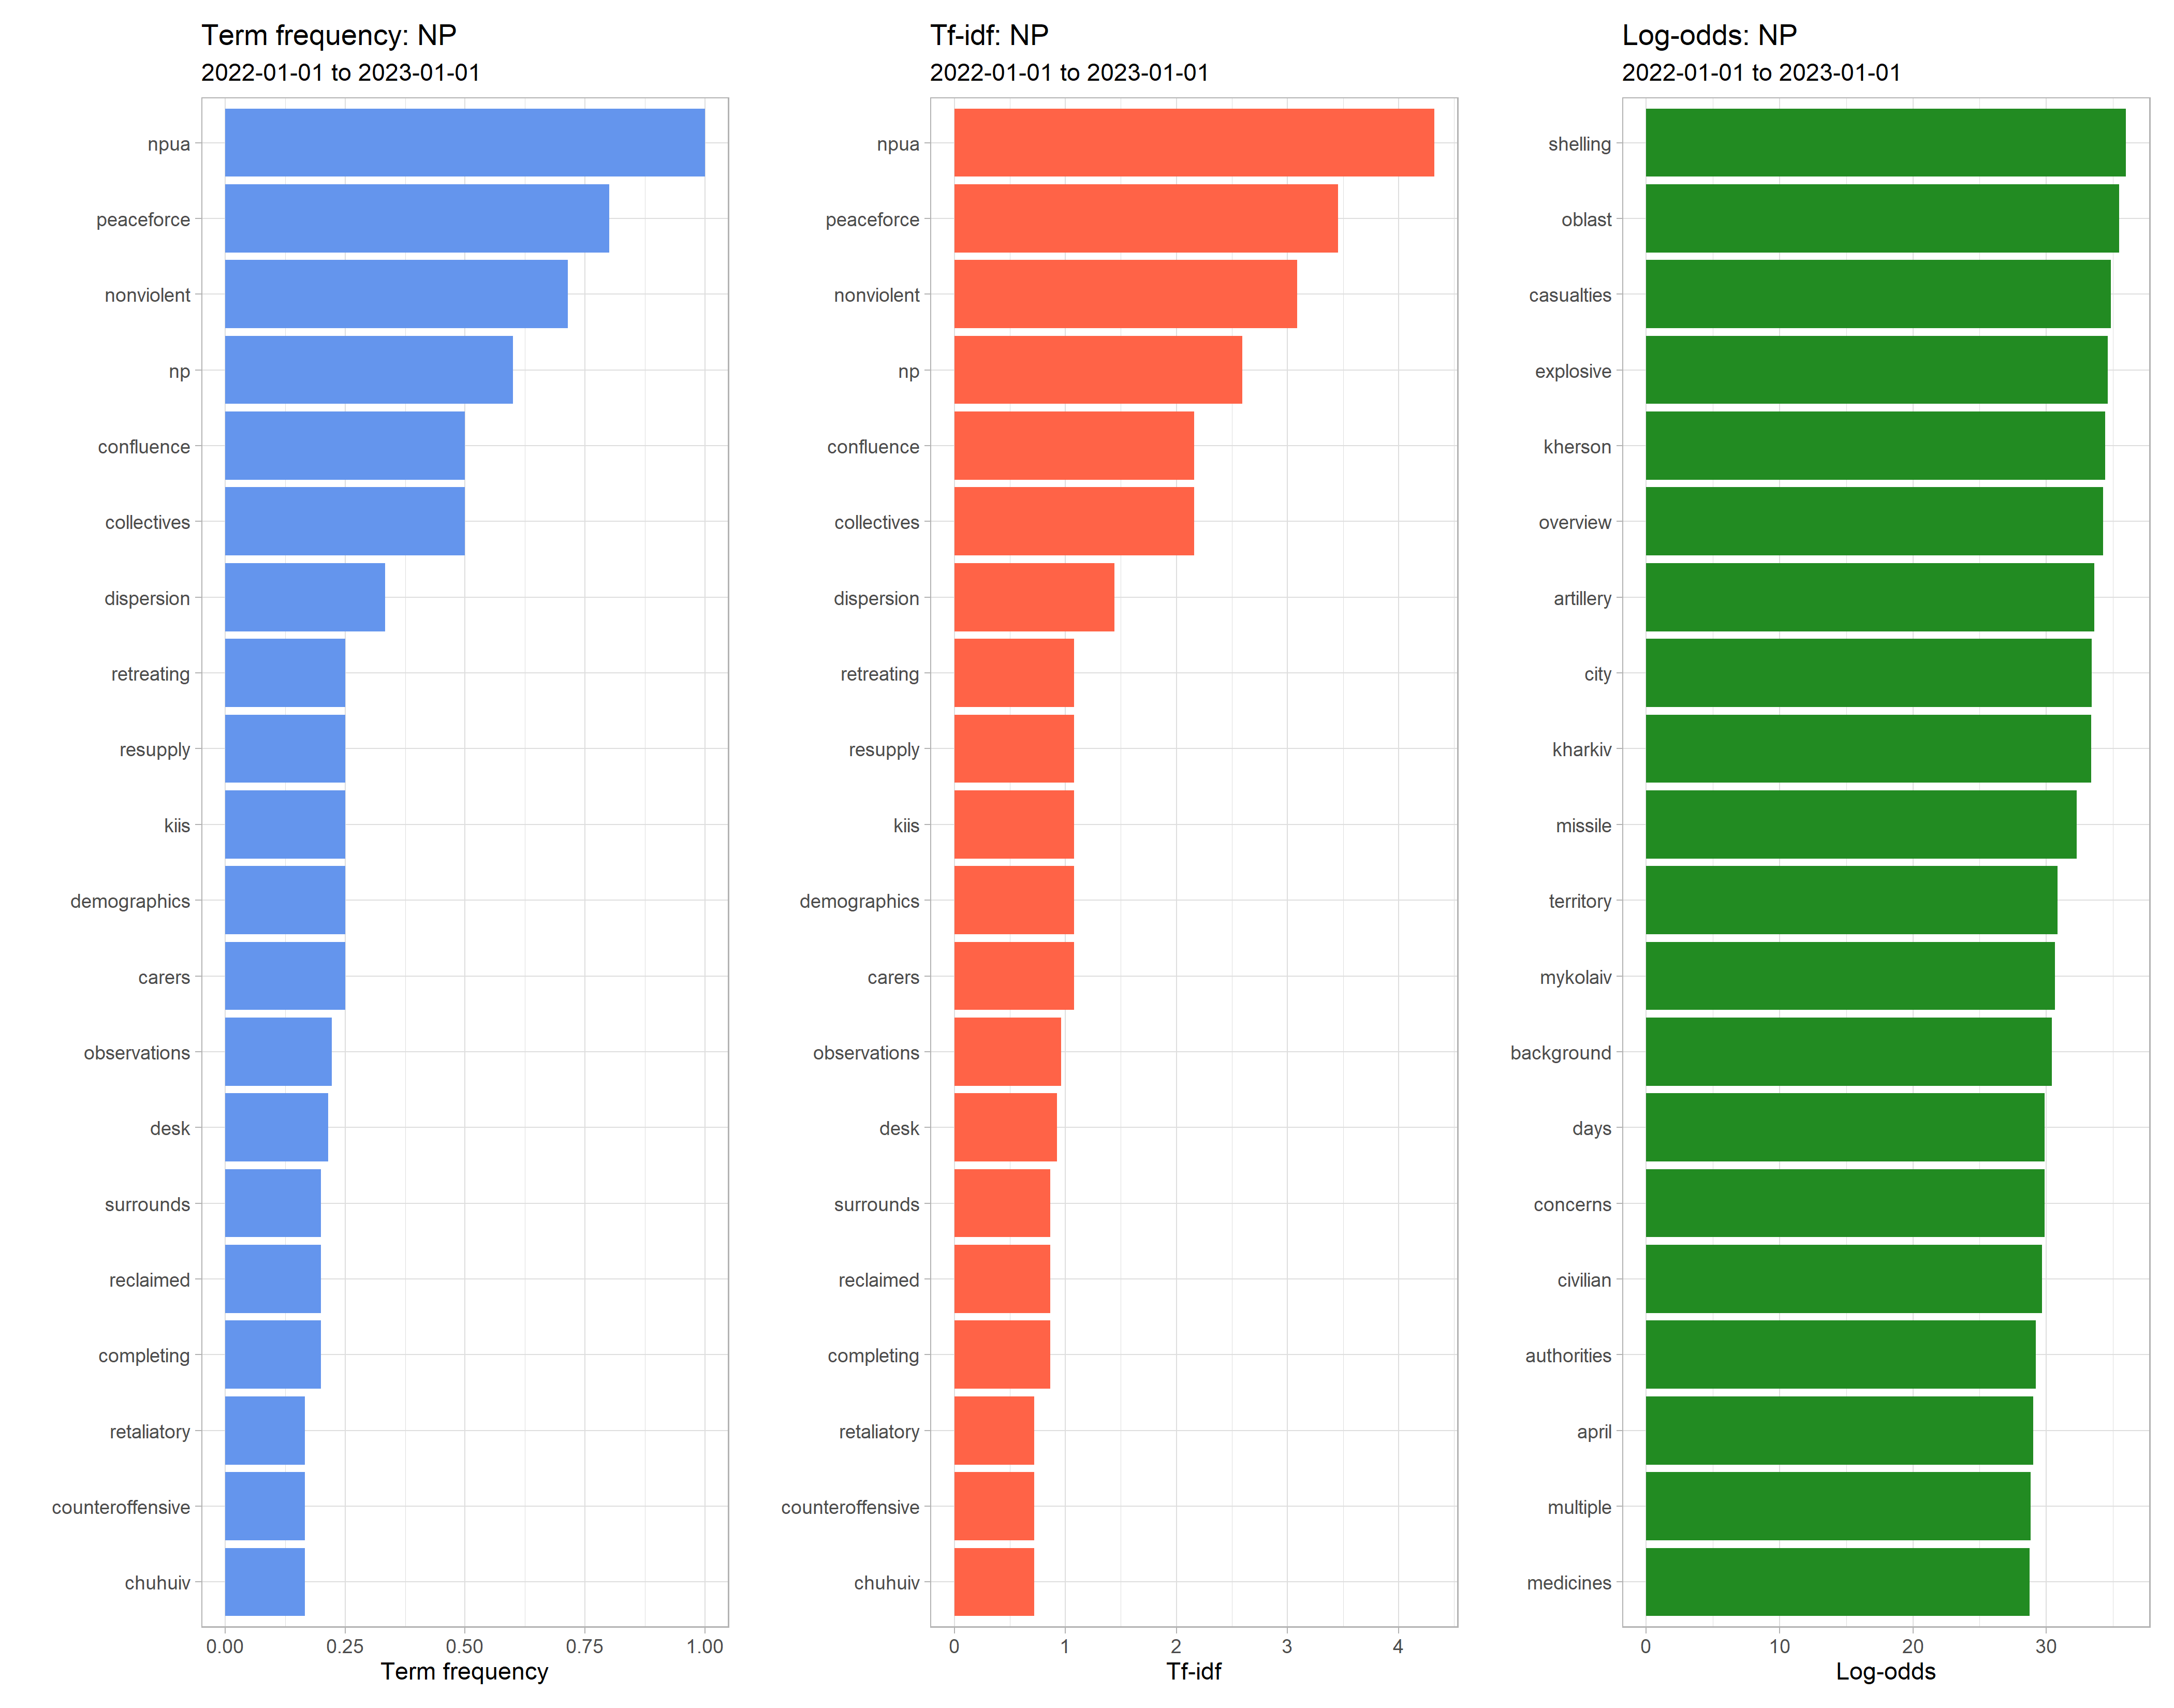 Term frequency: NP
2022-01-01 to 2023-01-01
npua
peaceforce
nonviolent
np
confluence
collectives
dispersion
retreating
resupply
kiis
demographics
carers
observations
desk
surrounds
reclaimed
completing
retaliatory
counteroffensive
chuhuiv
0.00 0.25 0.50 0.75 1.00
Term frequency
Tf-idf: NP
2022-01-01 to 2023-01-01
npua
peaceforce
nonviolent
np
confluence
collectives
dispersion
retreating
resupply
kiis
demographics
carers
observations
desk
surrounds
reclaimed
completing
retaliatory
counteroffensive
chuhuiv
0 1 2 3 4
Tf-idf
Log-odds: NP
2022-01-01 to 2023-01-01
shelling
oblast
casualties
explosive
kherson
overview
artillery
city
kharkiv
missile
territory
mykolaiv
background
days
concerns
civilian
authorities
april
multiple
medicines
0 10 20 30
Log-odds